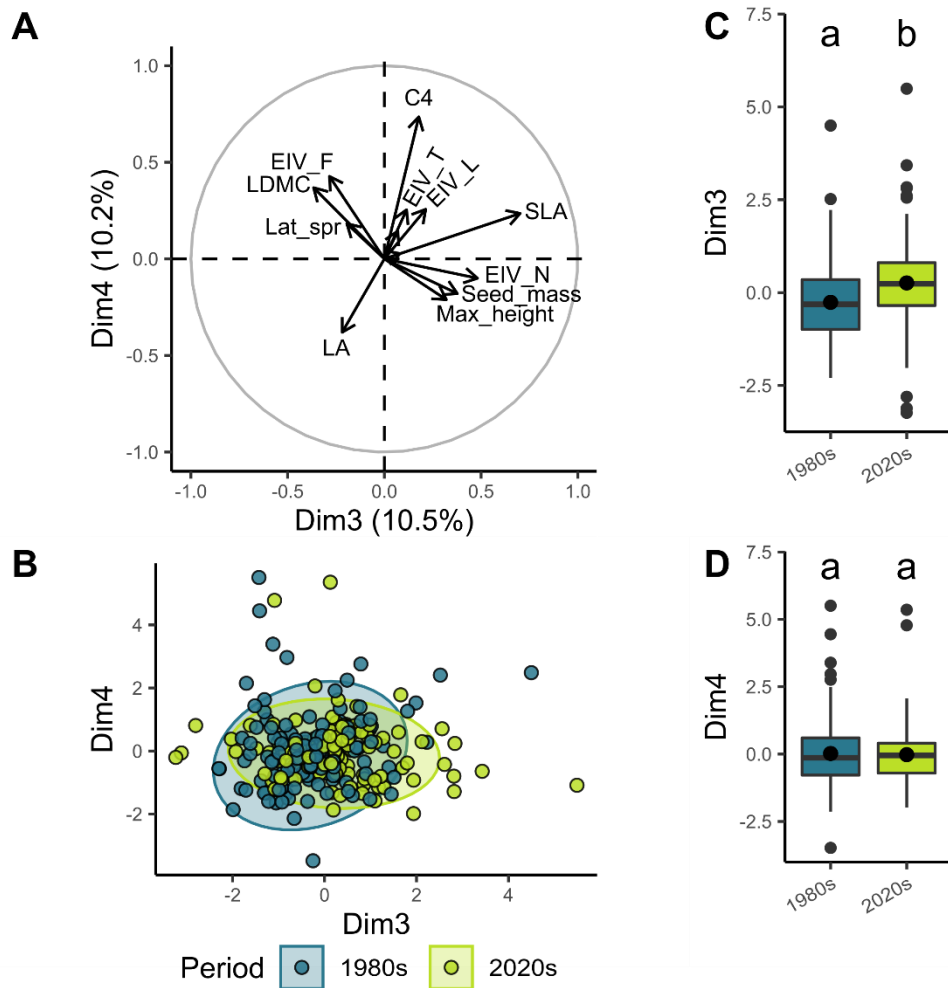 A
1.0
0.5
0.0
-0.5
-1.0
Dim4 (10.2%)
C4
EIV_F
LDMC
Lat_spr
EIV_T
EIV_L
SLA
EIV_N
Seed_mass
Max_height
LA
-1.0 -0.5 0.0 0.5 1.0
Dim3 (10.5%)
B
4
2
0
-2
Dim4
-2 0 2 4
Dim3
Period 1980s 2020s
C
7.5
5.0
2.5
0.0
-2.5
Dim3
a b
1980s 2020s
D
7.5
5.0
2.5
0.0
-2.5
Dim4
a a
1980s 2020s